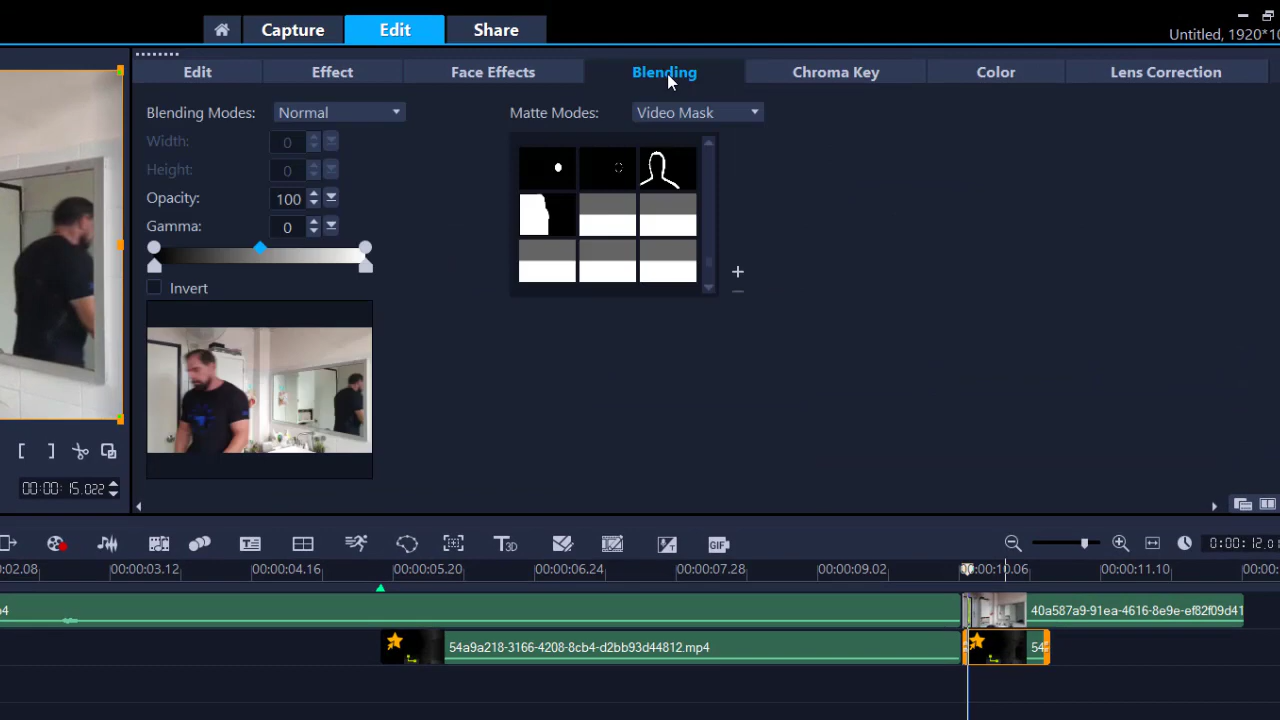 Capture Edit Share
Untitled, 1920*10
Edit Effect Face Effects Blending Chroma Key Color Lens Correction
Blending Modes: Normal Matte Modes: Video Mask
Width: 0
Height: 0
Opacity: 100
Gamma: 0
Invert
00:00:15.022
T3D GIF 0:00:12.01
:02.08 00:00:03.12 00:00:04.16 00:00:05.20 00:00:06.24 00:00:07.28 00:00:09.02 00:00:10.06 00:00:11.10 00:00:
p4 40a587a9-91ea-4616-8e9e-ef82f09d41
54a9a218-3166-4208-8cb4-d2bb93d44812.mp4 54